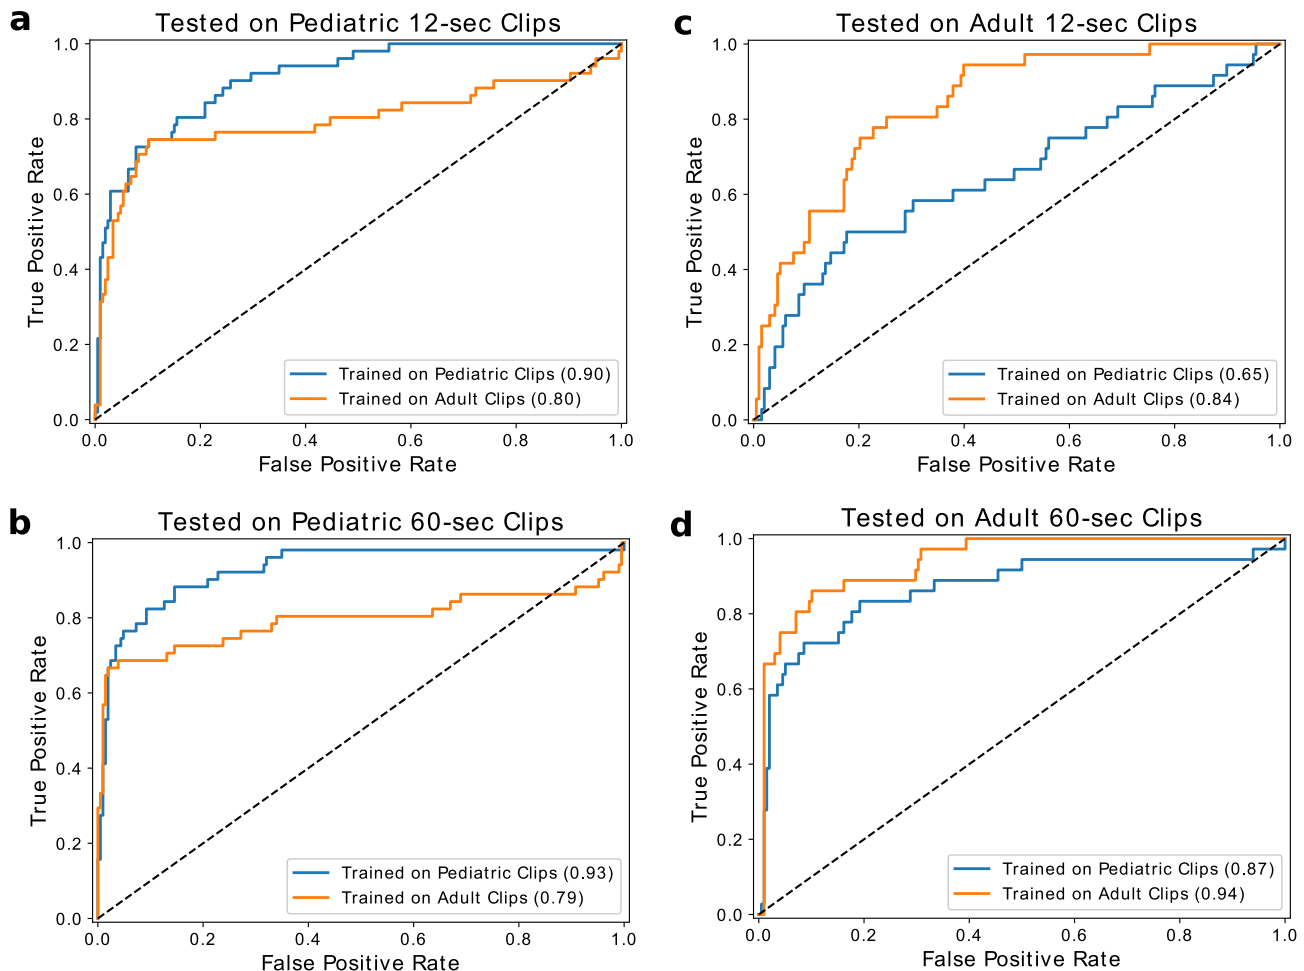 a
Tested on Pediatric 12-sec Clips
1.0
0.8
0.6
0.4
0.2
0.0
True Positive Rate
Trained on Pediatric Clips (0.90)
Trained on Adult Clips (0.80)
0.0 0.2 0.4 0.6 0.8 1.0
False Positive Rate
c
Tested on Adult 12-sec Clips
1.0
0.8
0.6
0.4
0.2
0.0
True Positive Rate
Trained on Pediatric Clips (0.65)
Trained on Adult Clips (0.84)
0.0 0.2 0.4 0.6 0.8 1.0
False Positive Rate
b
Tested on Pediatric 60-sec Clips
1.0
0.8
0.6
0.4
0.2
0.0
True Positive Rate
Trained on Pediatric Clips (0.93)
Trained on Adult Clips (0.79)
0.0 0.2 0.4 0.6 0.8 1.0
False Positive Rate
d
Tested on Adult 60-sec Clips
1.0
0.8
0.6
0.4
0.2
0.0
True Positive Rate
Trained on Pediatric Clips (0.87)
Trained on Adult Clips (0.94)
0.0 0.2 0.4 0.6 0.8 1.0
False Positive Rate